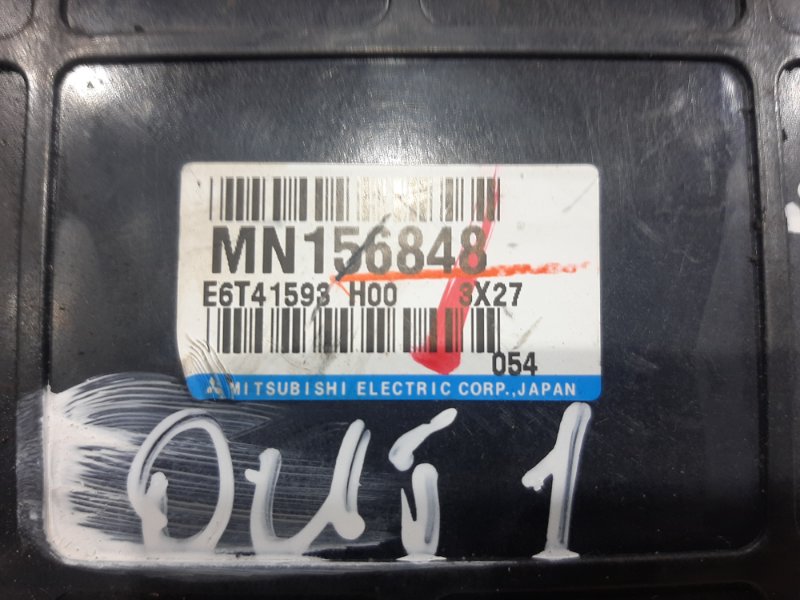 MN156848
E6T41593 H00 3X27
054
MITSUBISHI ELECTRIC CORP.,JAPAN